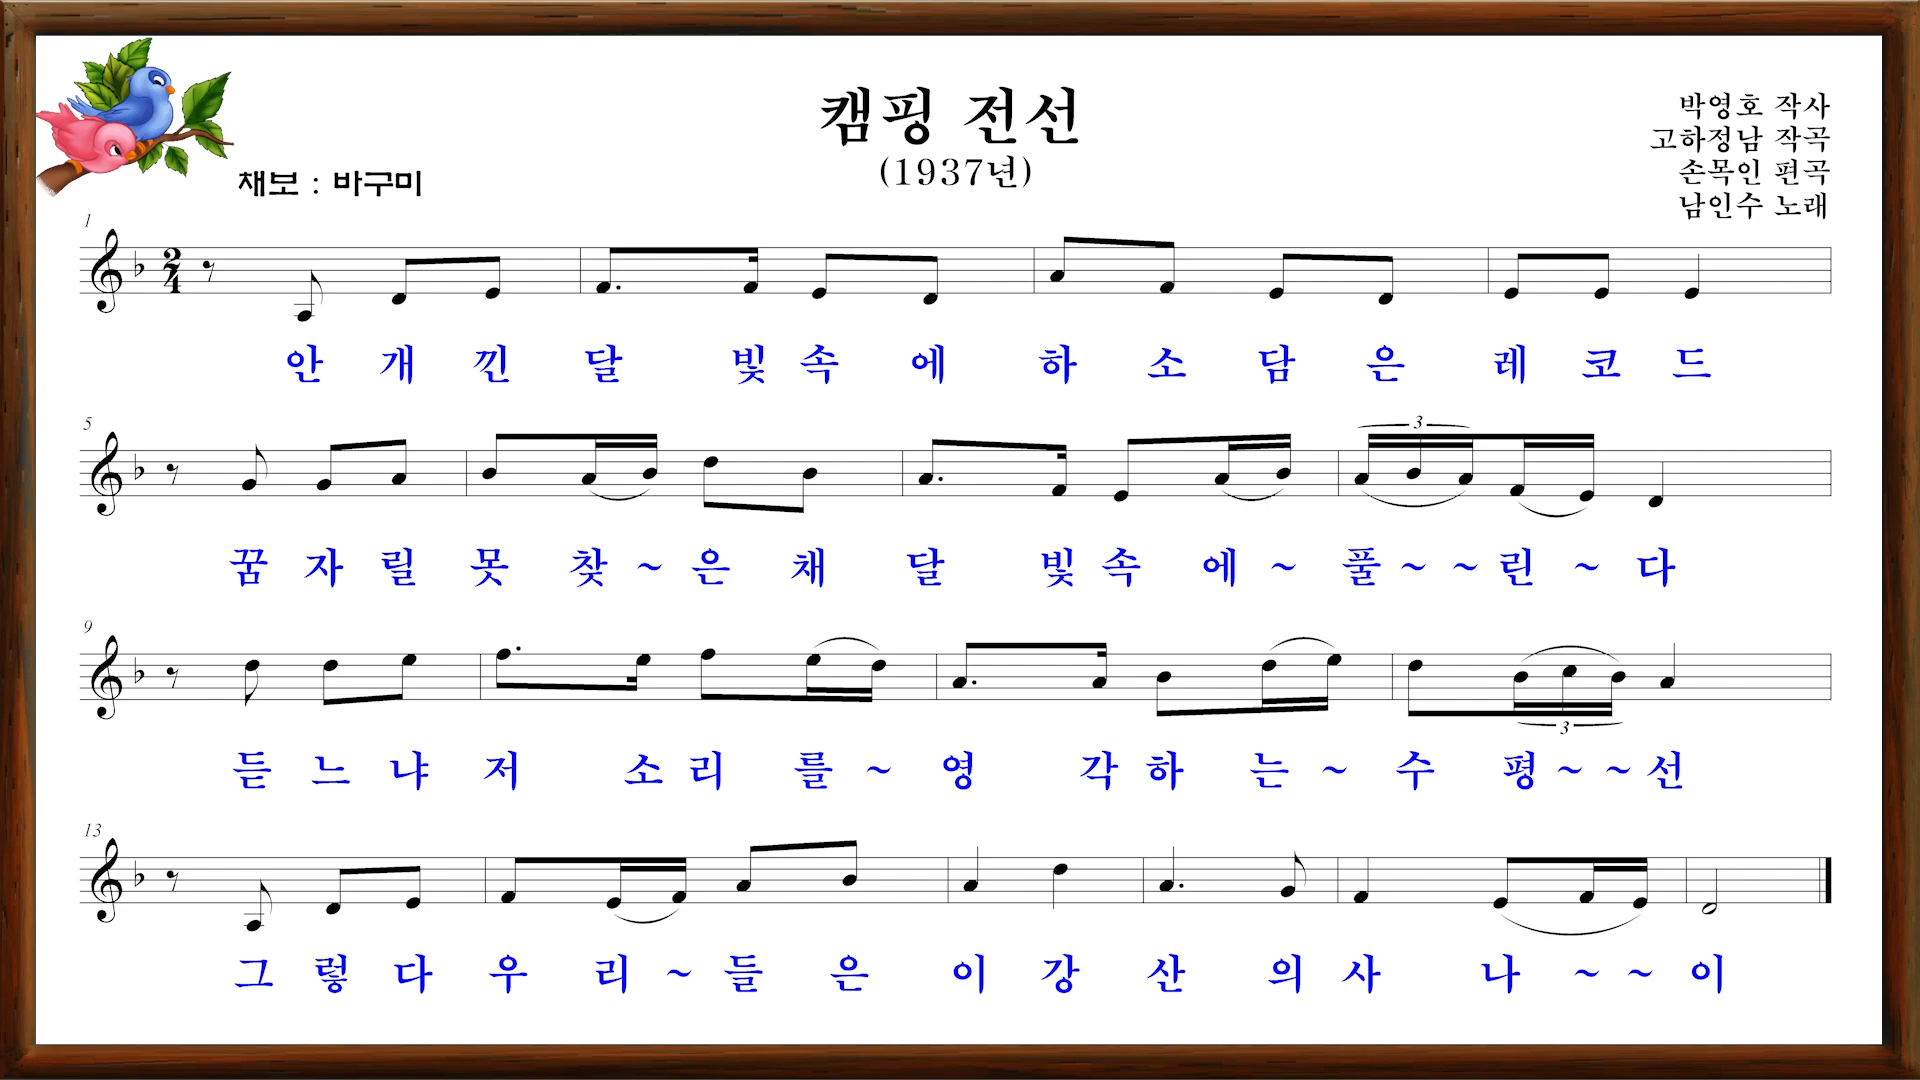 캠핑 전선
(1937년)
박영호 작사
고하정남 작곡
손목인 편곡
남인수 노래
채보 : 바구미
1
2
4
안 개 낀 달 빛 속 에 하 소 담 은 레 코 드
5
3
꿈 자 릴 못 찾 ~ 은 채 달 빛 속 에 ~ 풀 ~ ~ 린 ~ 다
9
3
듣 느 냐 저 소 리 를 ~ 영 각 하 는 ~ 수 평 ~ ~ 선
13
그 렇 다 우 리 ~ 들 은 이 강 산 의 사 나 ~ ~ 이